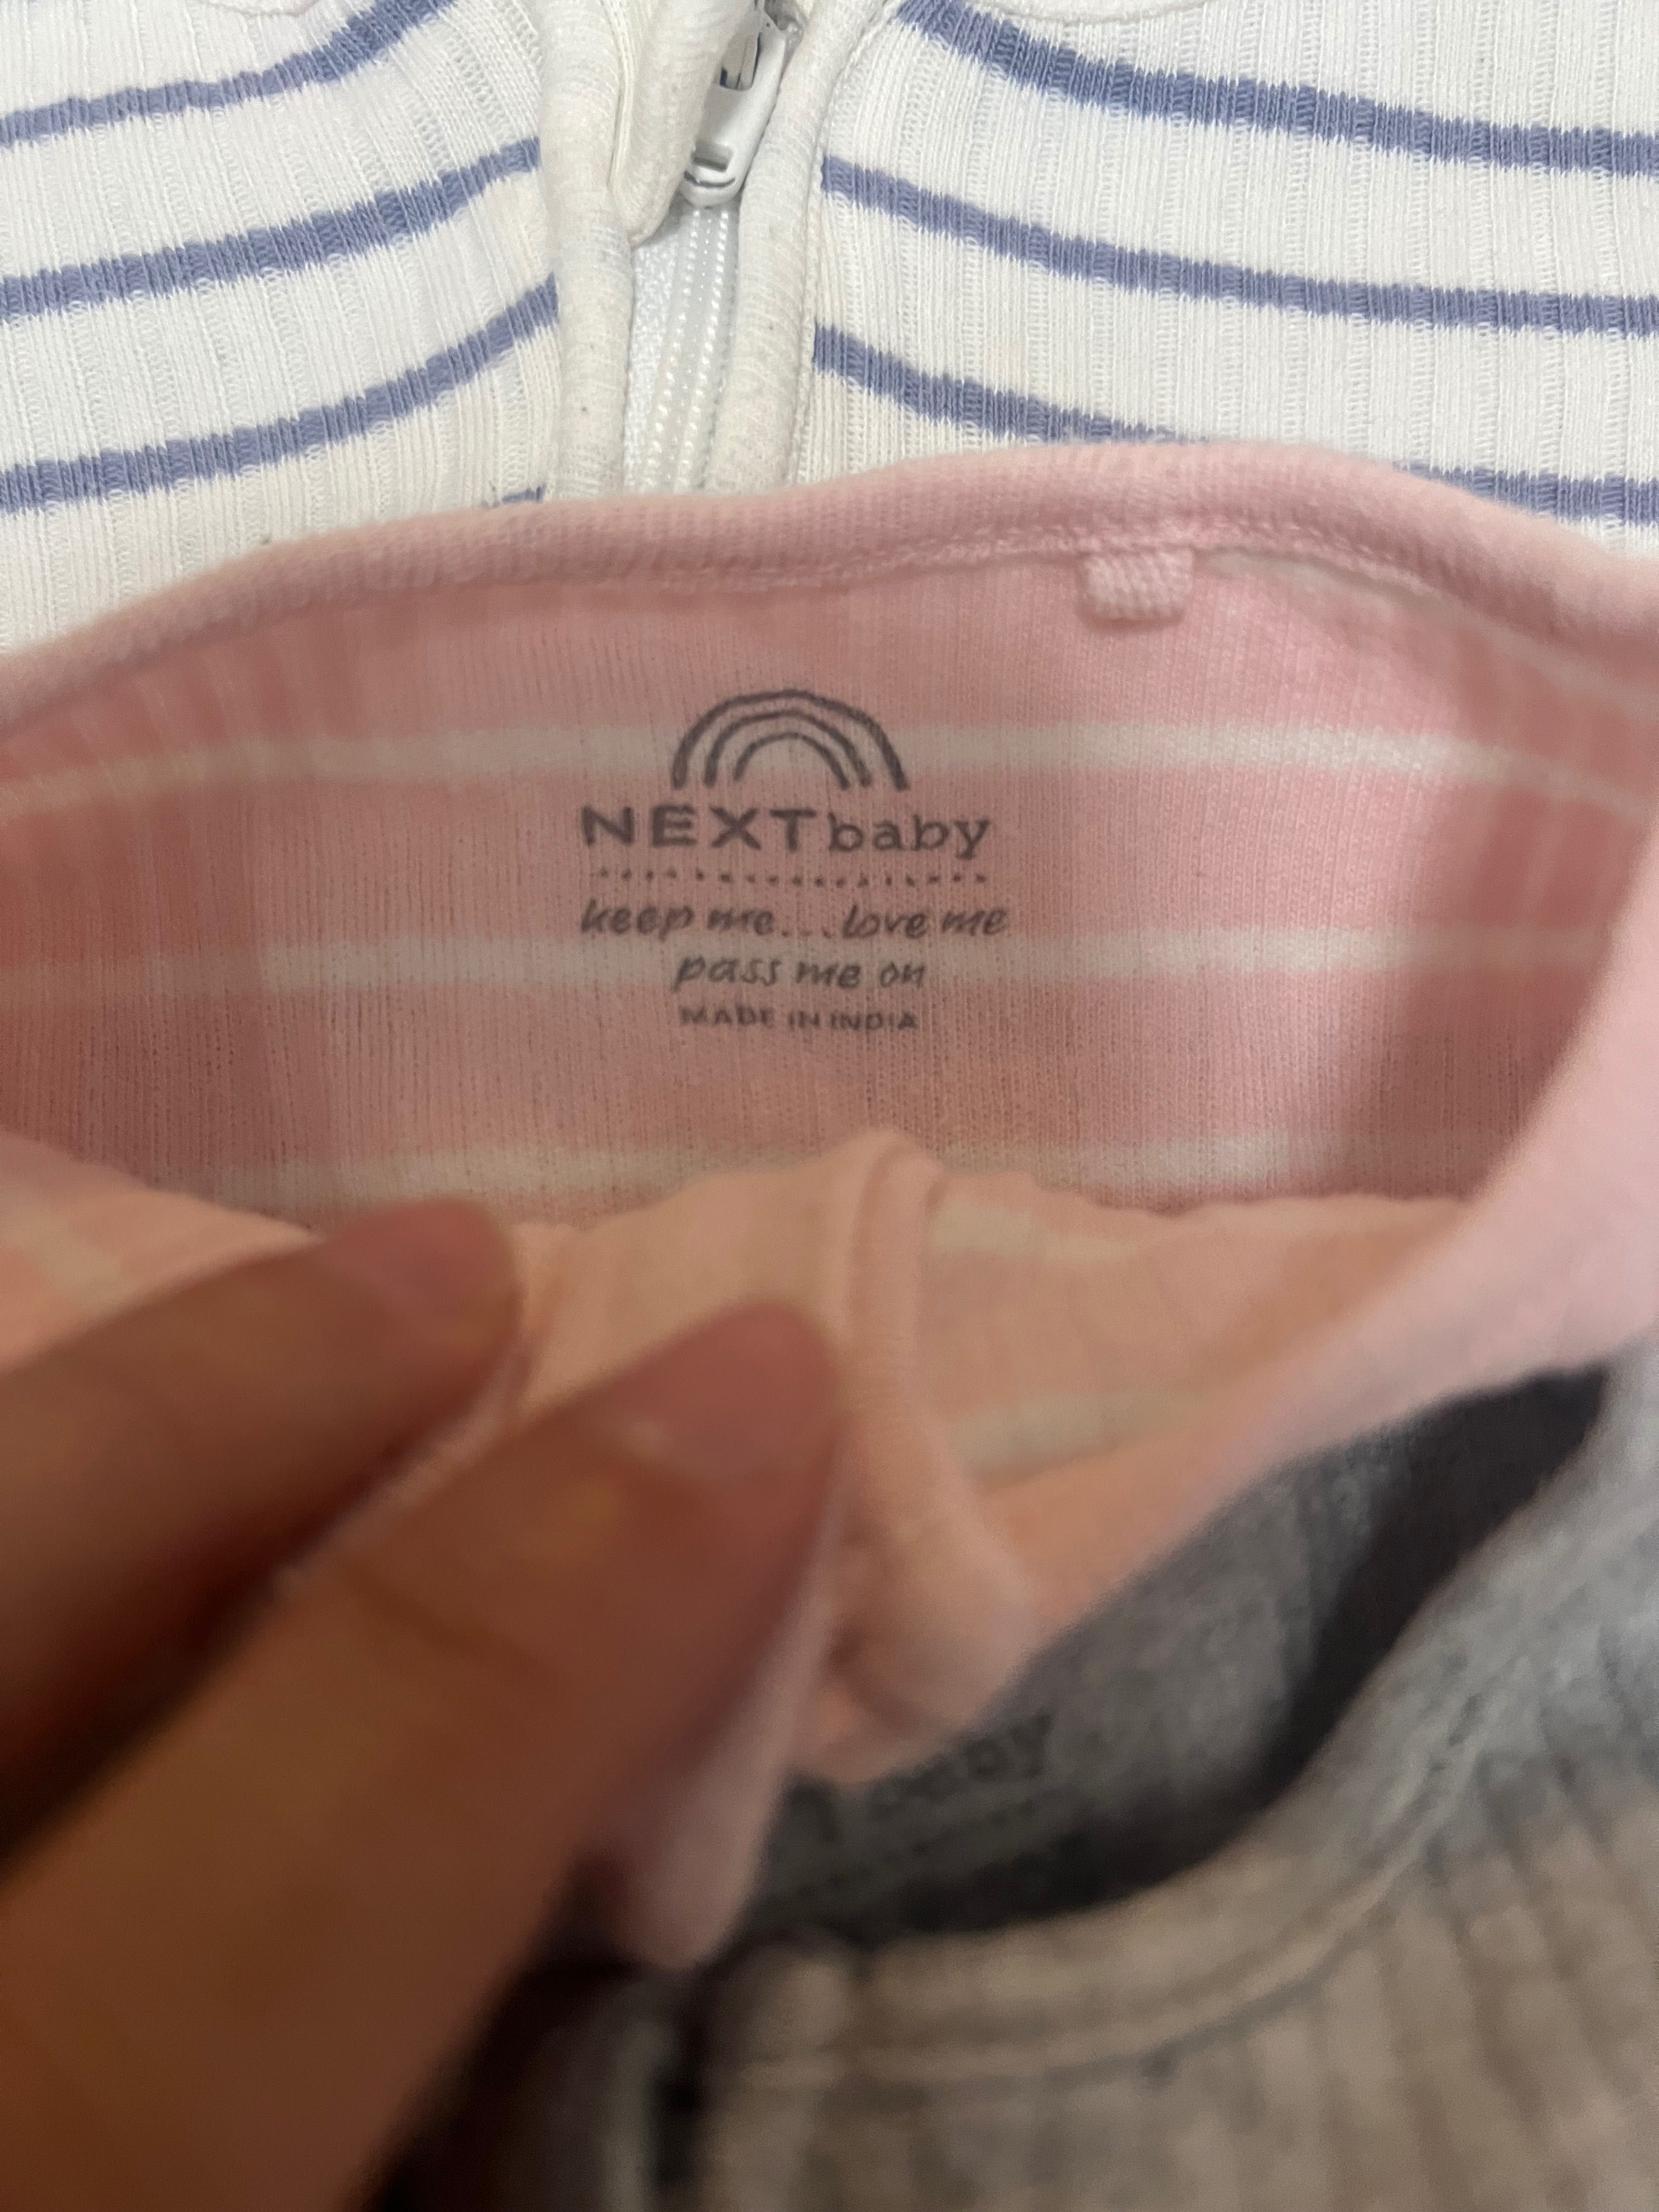 NEXTbaby
keep me...love me
pass me on
MADE IN INDIA